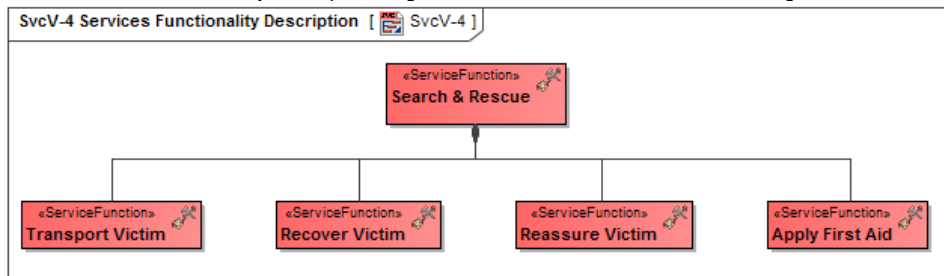 SvcV-4 Services Functionality Description [ SvcV-4 ]
«ServiceFunction»
Search & Rescue
«ServiceFunction»
Transport Victim
«ServiceFunction»
Recover Victim
«ServiceFunction»
Reassure Victim
«ServiceFunction»
Apply First Aid